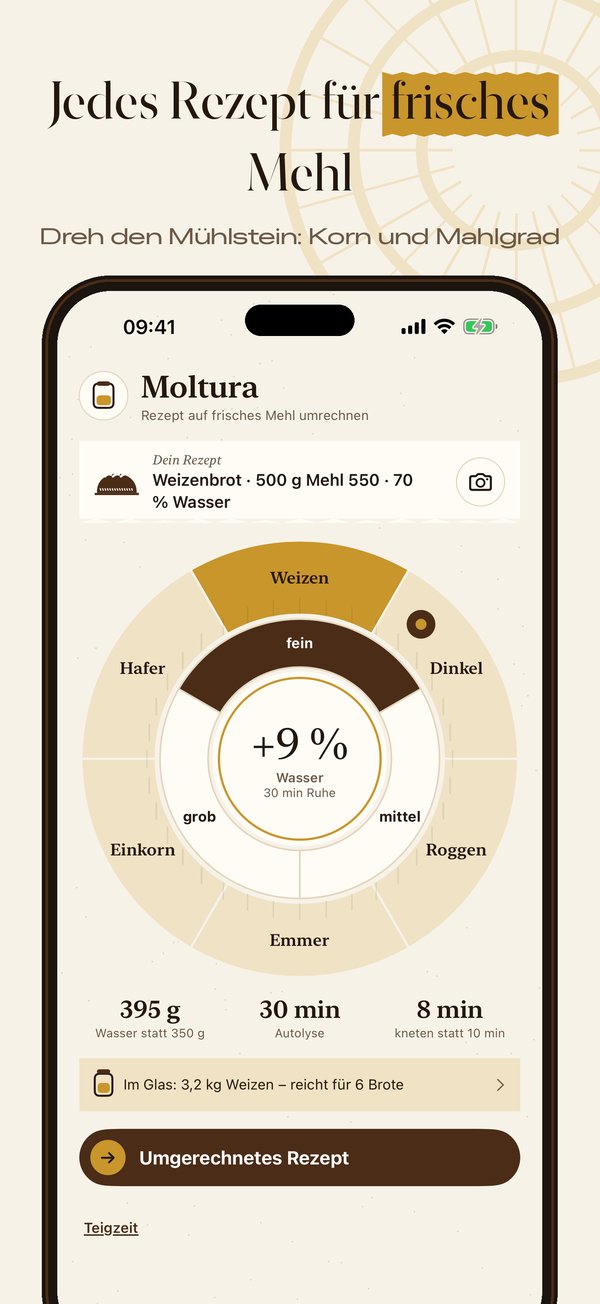 Jedes Rezept für frisches
Mehl
Dreh den Mühlstein: Korn und Mahlgrad
09:41
Moltura
Rezept auf frisches Mehl umrechnen
Dein Rezept
Weizenbrot · 500 g Mehl 550 · 70
% Wasser
Weizen
fein
Hafer
Dinkel
+9 %
Wasser
30 min Ruhe
grob
mittel
Einkorn
Roggen
Emmer
395 g
Wasser statt 350 g
30 min
Autolyse
8 min
kneten statt 10 min
Im Glas: 3,2 kg Weizen – reicht für 6 Brote
Umgerechnetes Rezept
Teigzeit